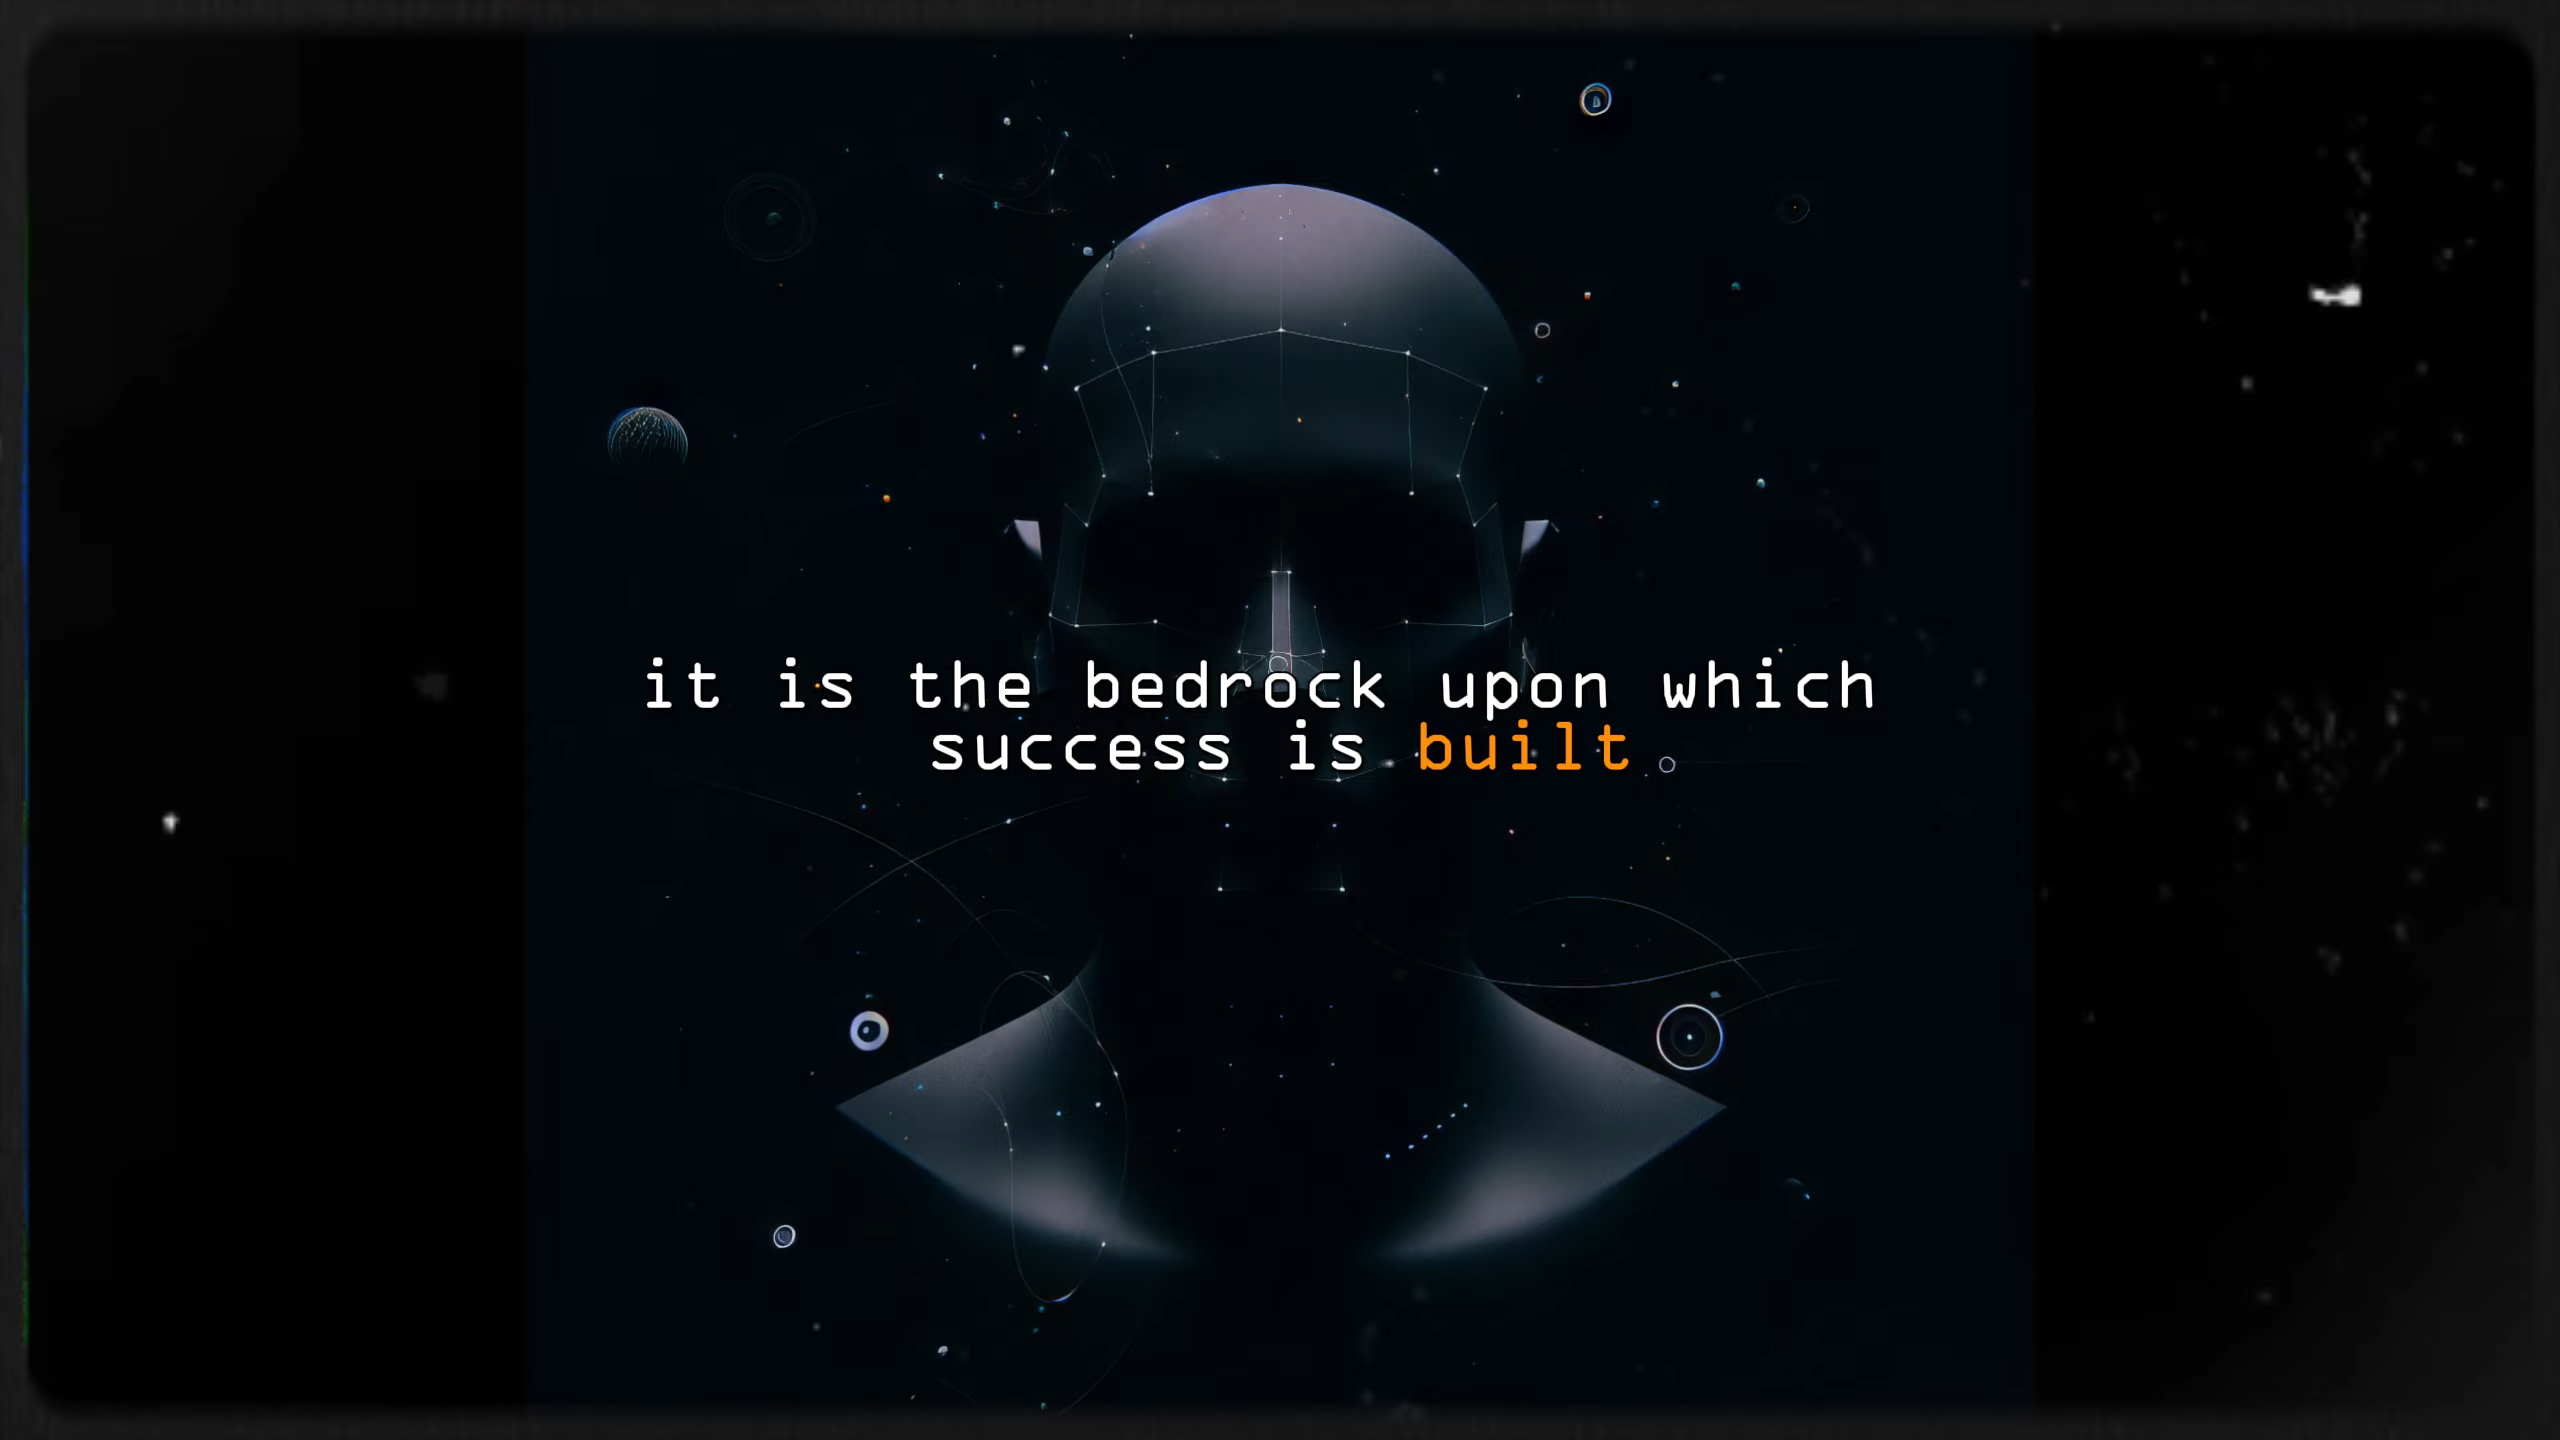 it is the bedrock upon which
success is built